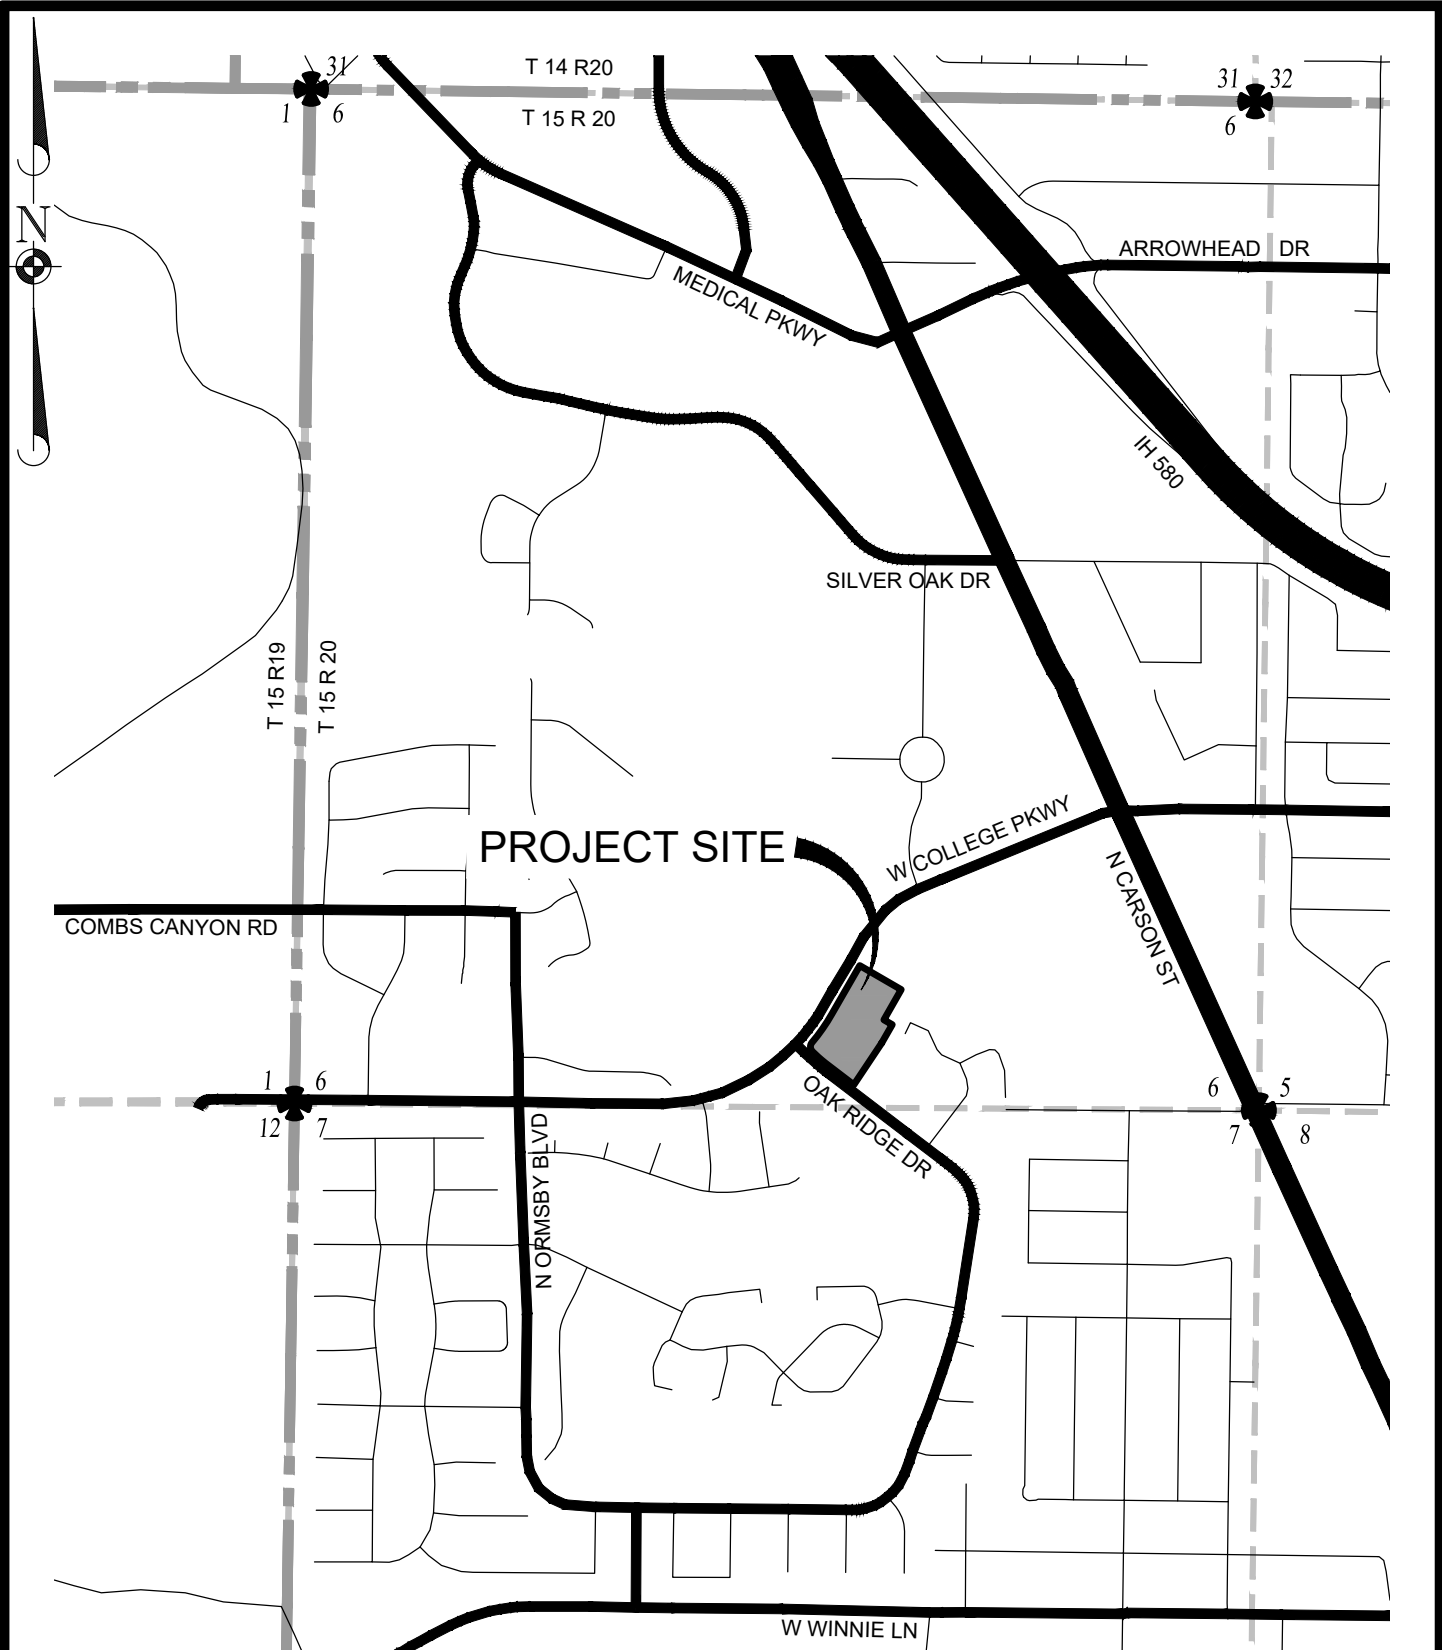 31
T 14 R20
31 32
1 6
T 15 R 20
6
N
ARROWHEAD DR
MEDICAL PKWY
IH 580
SILVER OAK DR
T 15 R19
T 15 R 20
PROJECT SITE
W COLLEGE PKWY
N CARSON ST
COMBS CANYON RD
1 6
12 7
OAK RIDGE DR
6 5
7 8
N ORMSBY BLVD
W WINNIE LN